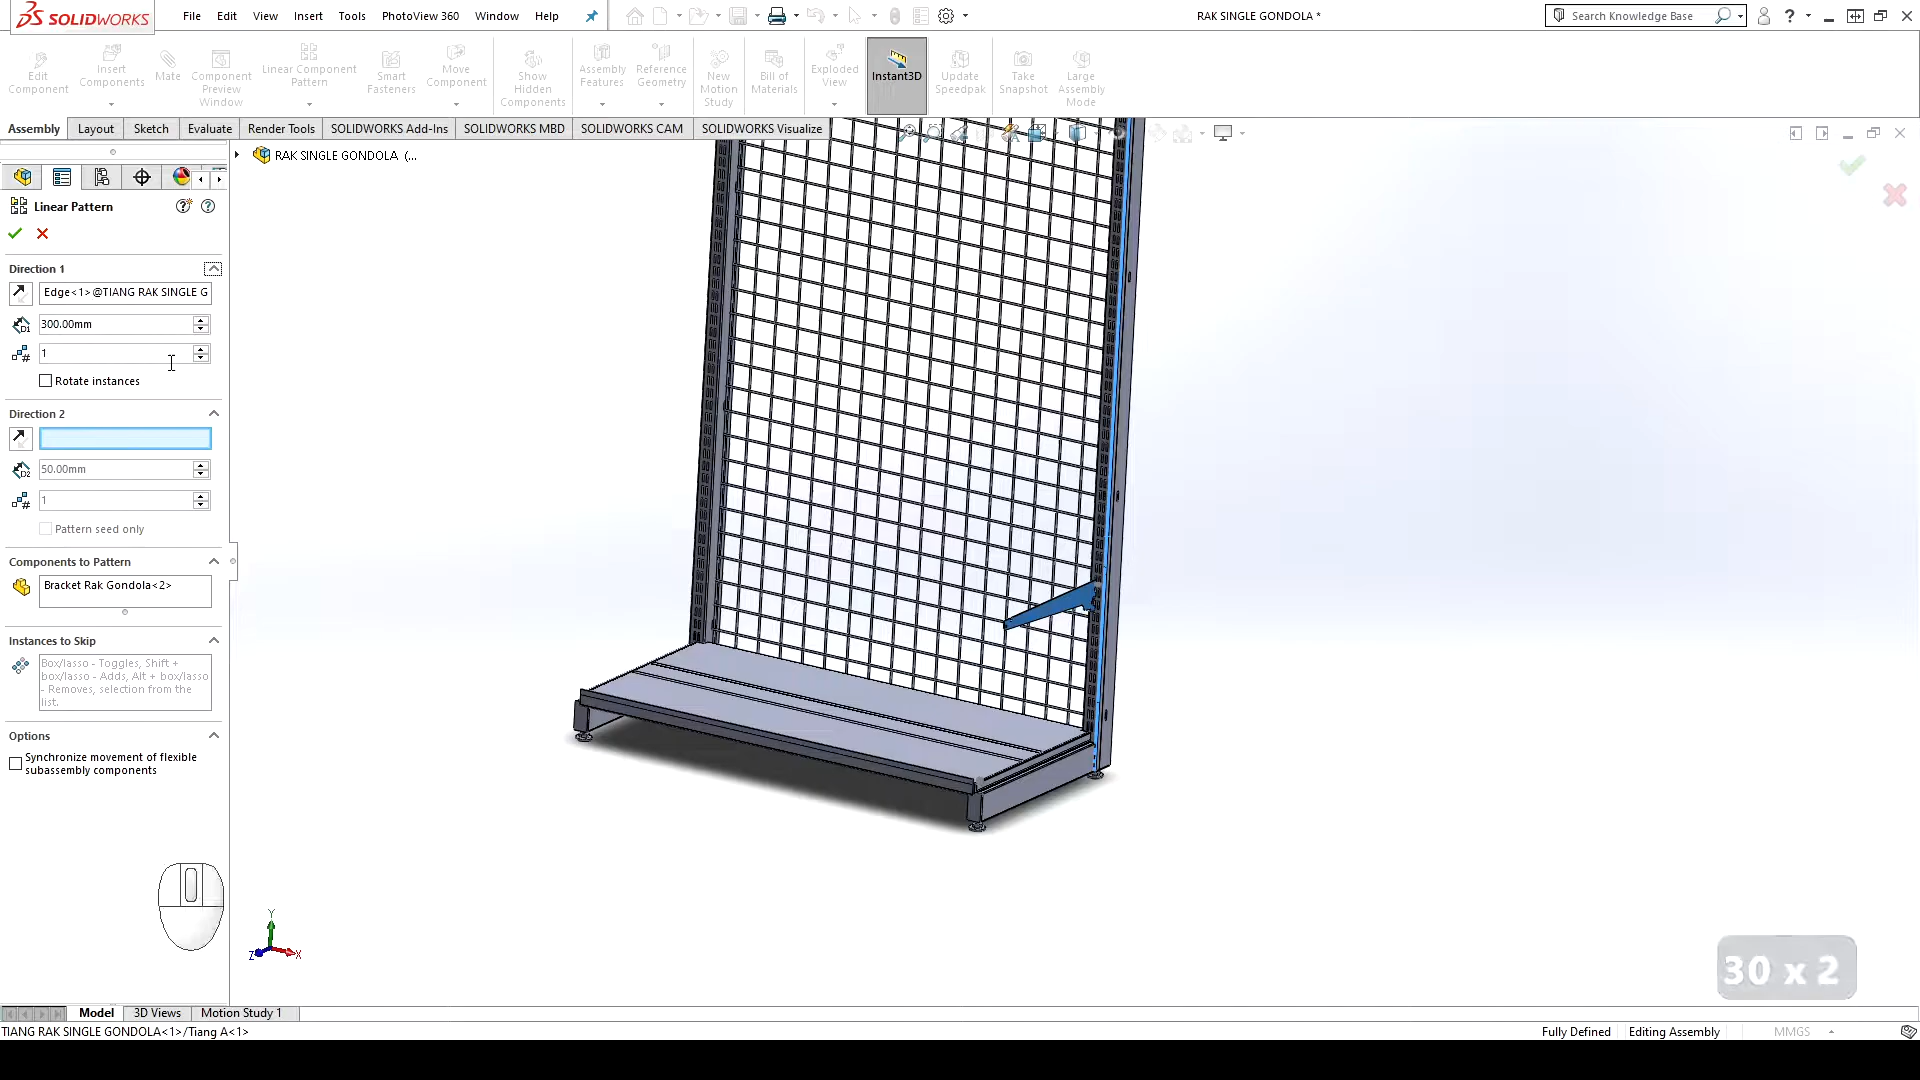 SOLIDWORKS File Edit View Insert Tools PhotoView 360 Window Help RAK SINGLE GONDOLA * Search Knowledge Base ?
Edit Component
Insert Components
Mate
Component Preview Window
Linear Component Pattern
Smart Fasteners
Move Component
Show Hidden Components
Assembly Features
Reference Geometry
New Motion Study
Bill of Materials
Exploded View
Instant3D
Update Speedpak
Take Snapshot
Large Assembly Mode
Assembly Layout Sketch Evaluate Render Tools SOLIDWORKS Add-Ins SOLIDWORKS MBD SOLIDWORKS CAM SOLIDWORKS Visualize
RAK SINGLE GONDOLA (...
Linear Pattern
Direction 1
Edge<1>@TIANG RAK SINGLE G
D1 300.00mm
# 1
Rotate instances
Direction 2
D2 50.00mm
# 1
Pattern seed only
Components to Pattern
Bracket Rak Gondola<2>
Instances to Skip
Box/lasso - Toggles, Shift +
box/lasso - Adds, Alt + box/lasso
- Removes, selection from the
list.
Options
Synchronize movement of flexible
subassembly components
Y
Z X
30 x 2
Model 3D Views Motion Study 1
TIANG RAK SINGLE GONDOLA<1>/Tiang A<1> Fully Defined Editing Assembly MMGS